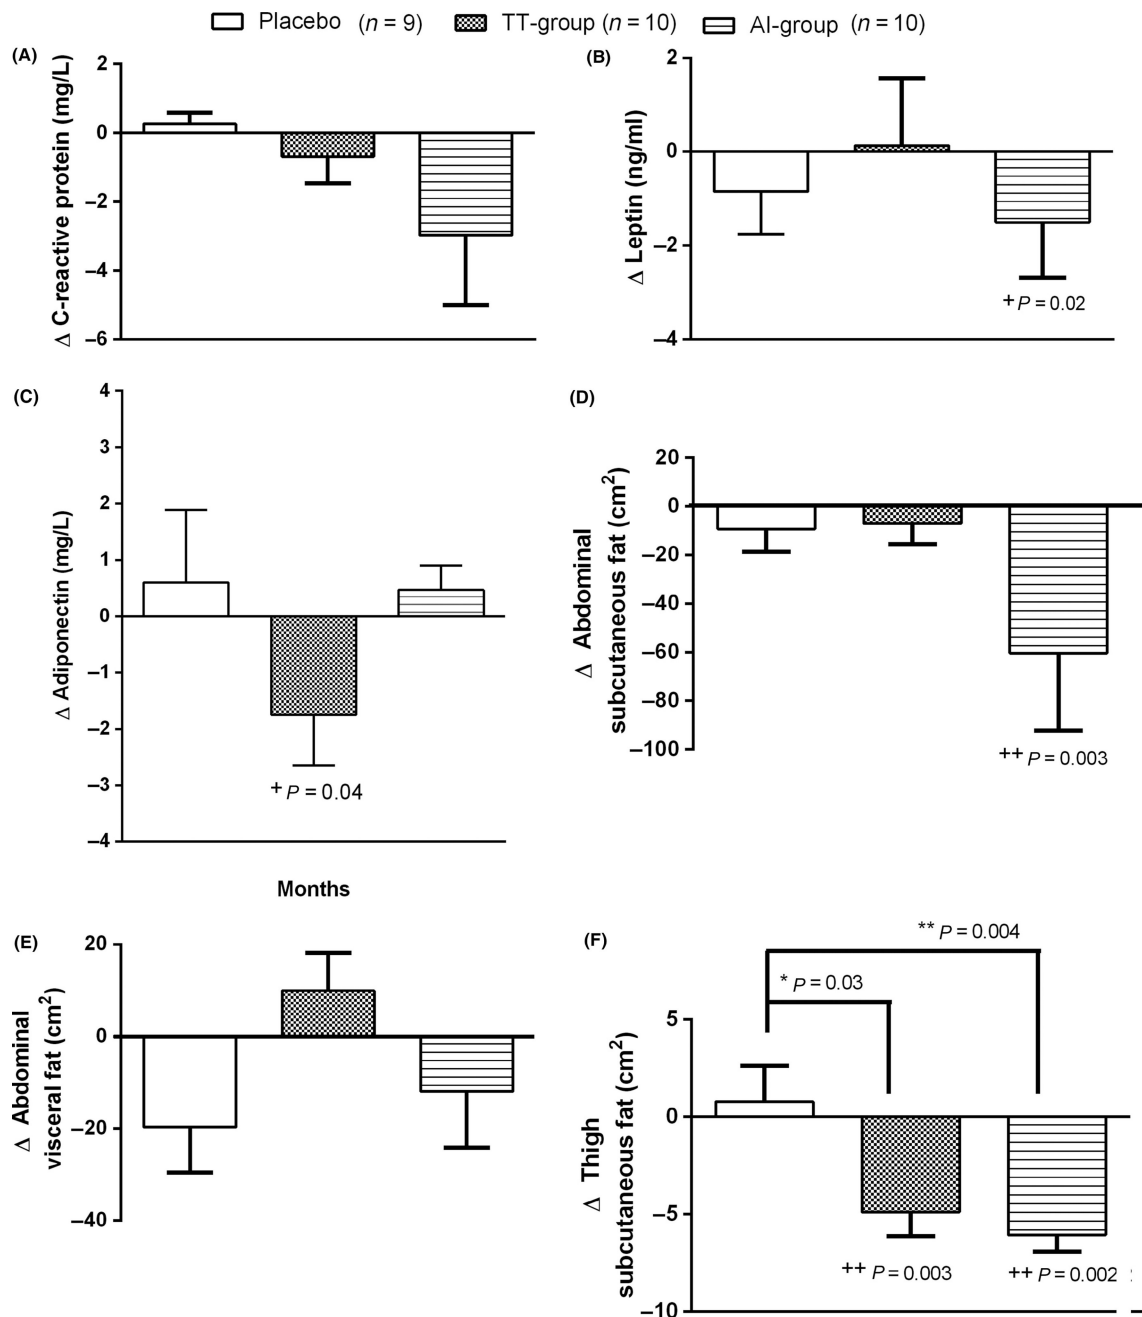 Placebo (n = 9) TT-group (n = 10) AI-group (n = 10)
(A)
Δ C-reactive protein (mg/L)
2
0
–2
–4
–6
(B)
Δ Leptin (ng/ml)
2
0
–2
–4
+ P = 0.02
(C)
Δ Adiponectin (mg/L)
4
3
2
1
0
–1
–2
–3
–4
+ P = 0.04
Months
(D)
Δ Abdominal
subcutaneous fat (cm²)
20
0
–20
–40
–60
–80
–100
++ P = 0.003
(E)
Δ Abdominal
visceral fat (cm²)
20
0
–20
–40
(F)
Δ Thigh
subcutaneous fat (cm²)
5
0
–5
–10
** P = 0.004
* P = 0.03
++ P = 0.003
++ P = 0.002